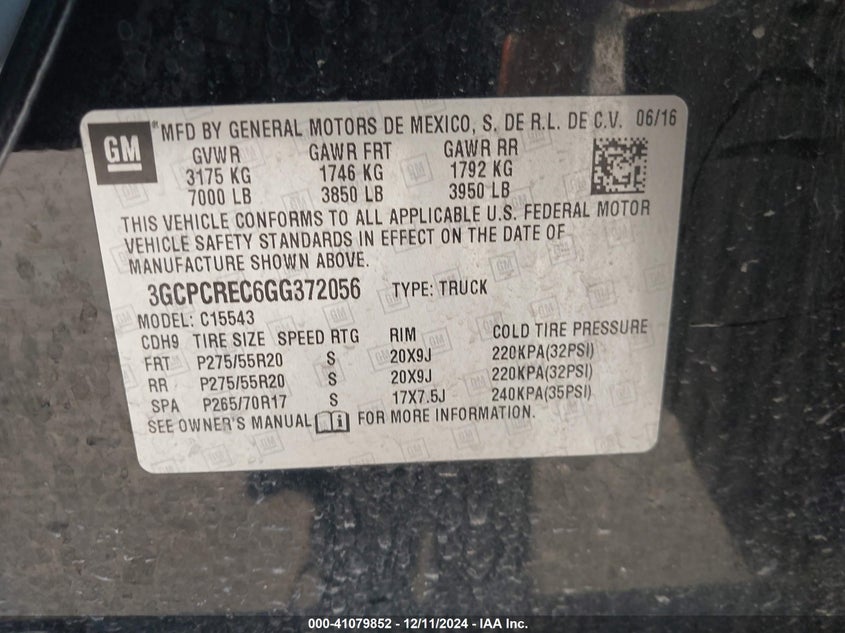 GM
MFD BY GENERAL MOTORS DE MEXICO, S. DE R.L. DE C.V. 06/16
GVWR GAWR FRT GAWR RR
3175 KG 1746 KG 1792 KG
7000 LB 3850 LB 3950 LB
THIS VEHICLE CONFORMS TO ALL APPLICABLE U.S. FEDERAL MOTOR
VEHICLE SAFETY STANDARDS IN EFFECT ON THE DATE OF
MANUFACTURE SHOWN ABOVE.
3GCPCREC6GG372056 TYPE: TRUCK
MODEL: C15543
CDH9 TIRE SIZE SPEED RTG RIM COLD TIRE PRESSURE
FRT P275/55R20 S 20X9J 220KPA(32PSI)
RR P275/55R20 S 20X9J 220KPA(32PSI)
SPA P265/70R17 S 17X7.5J 240KPA(35PSI)
SEE OWNER'S MANUAL FOR MORE INFORMATION.
000-41079852 - 12/11/2024 - IAA Inc.